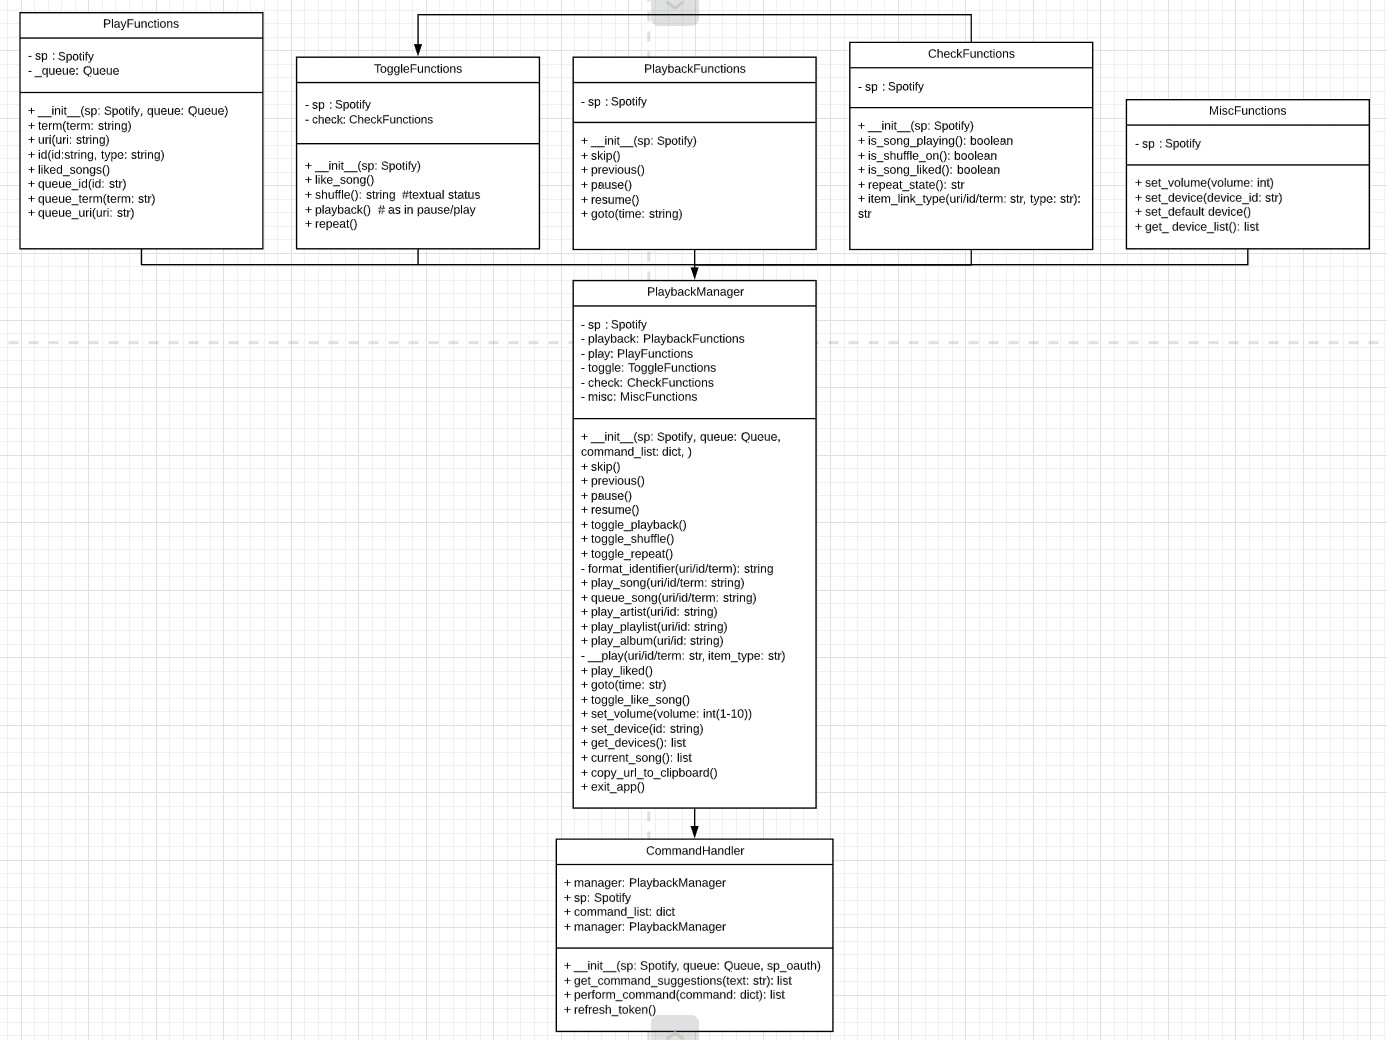 PlayFunctions
- sp : Spotify
- _queue: Queue
+ __init__(sp: Spotify, queue: Queue)
+ term(term: string)
+ uri(uri: string)
+ id(id:string, type: string)
+ liked_songs()
+ queue_id(id: str)
+ queue_term(term: str)
+ queue_uri(uri: str)
ToggleFunctions
- sp : Spotify
- check: CheckFunctions
+ __init__(sp: Spotify)
+ like_song()
+ shuffle(): string  #textual status
+ playback()  # as in pause/play
+ repeat()
PlaybackFunctions
- sp : Spotify
+ __init__(sp: Spotify)
+ skip()
+ previous()
+ pause()
+ resume()
+ goto(time: string)
CheckFunctions
- sp : Spotify
+ __init__(sp: Spotify)
+ is_song_playing(): boolean
+ is_shuffle_on(): boolean
+ is_song_liked(): boolean
+ repeat_state(): str
+ item_link_type(uri/id/term: str, type: str):
str
MiscFunctions
- sp : Spotify
+ set_volume(volume: int)
+ set_device(device_id: str)
+ set_default device()
+ get_ device_list(): list
PlaybackManager
- sp : Spotify
- playback: PlaybackFunctions
- play: PlayFunctions
- toggle: ToggleFunctions
- check: CheckFunctions
- misc: MiscFunctions
+ __init__(sp: Spotify, queue: Queue,
command_list: dict, )
+ skip()
+ previous()
+ pause()
+ resume()
+ toggle_playback()
+ toggle_shuffle()
+ toggle_repeat()
- format_identifier(uri/id/term): string
+ play_song(uri/id/term: string)
+ queue_song(uri/id/term: string)
+ play_artist(uri/id: string)
+ play_playlist(uri/id: string)
+ play_album(uri/id: string)
- __play(uri/id/term: str, item_type: str)
+ play_liked()
+ goto(time: str)
+ toggle_like_song()
+ set_volume(volume: int(1-10))
+ set_device(id: string)
+ get_devices(): list
+ current_song(): list
+ copy_url_to_clipboard()
+ exit_app()
CommandHandler
+ manager: PlaybackManager
+ sp: Spotify
+ command_list: dict
+ manager: PlaybackManager
+ __init__(sp: Spotify, queue: Queue, sp_oauth)
+ get_command_suggestions(text: str): list
+ perform_command(command: dict): list
+ refresh_token()